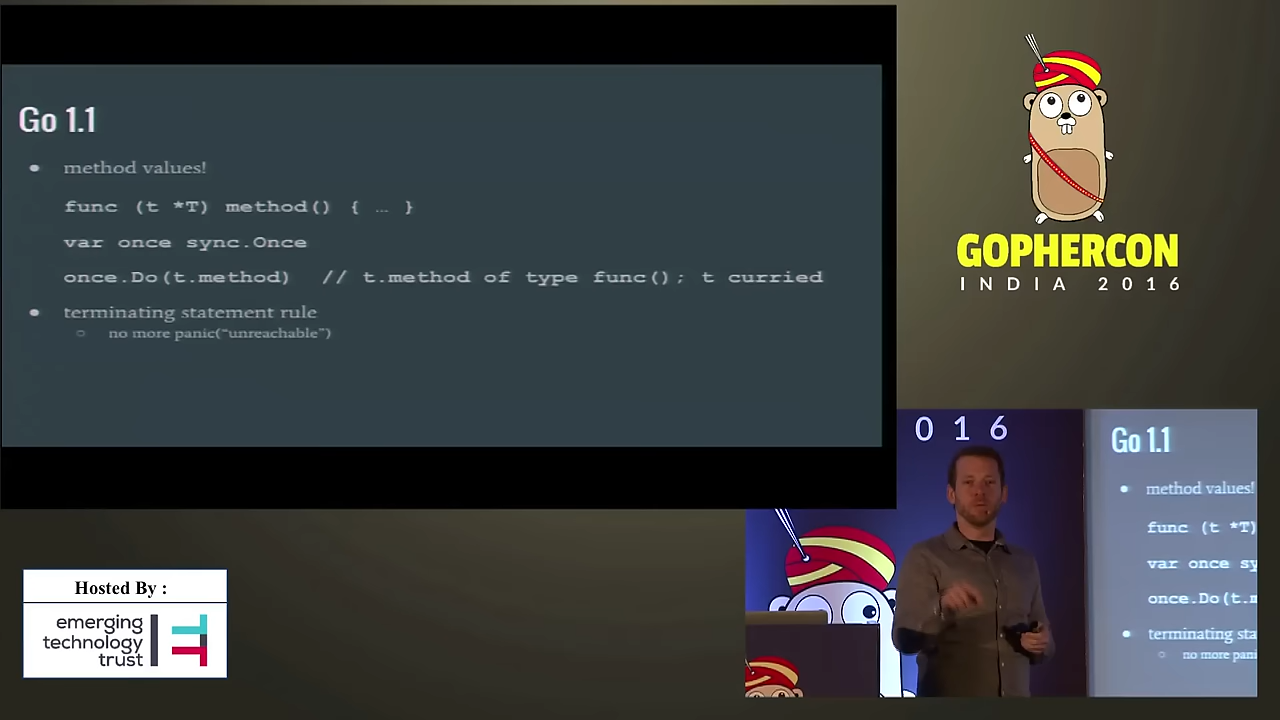 Go 1.1
● method values!
func (t *T) method() { … }
var once sync.Once
once.Do(t.method) // t.method of type func(); t curried
● terminating statement rule
○ no more panic(“unreachable”)
GOPHERCON
INDIA 2016
Hosted By :
emerging
technology
trust
016
Go 1.1
● method values!
func (t *T)
var once sy
once.Do(t.m
● terminating sta
○ no more pani